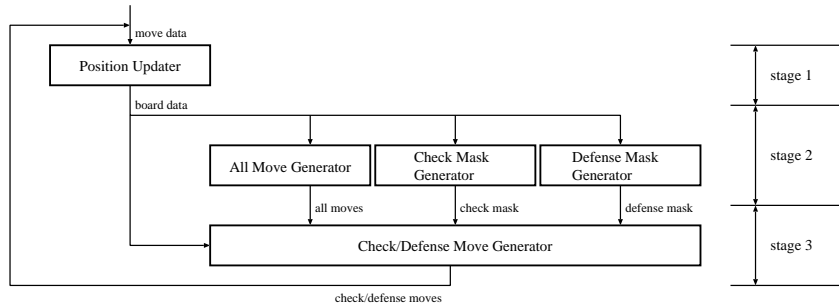 move data
Position Updater
stage 1
board data
All Move Generator
Check Mask
Generator
Defense Mask
Generator
stage 2
all moves
check mask
defense mask
Check/Defense Move Generator
stage 3
check/defense moves